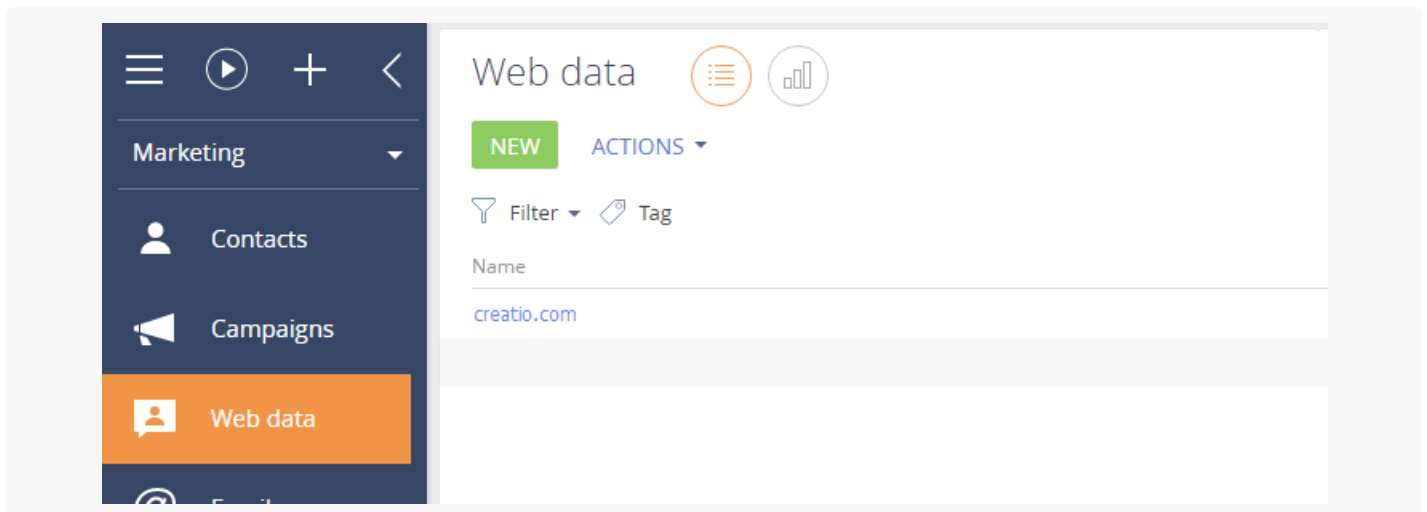 Web data
NEW ACTIONS
Marketing
Filter Tag
Contacts
Name
creatio.com
Campaigns
Web data